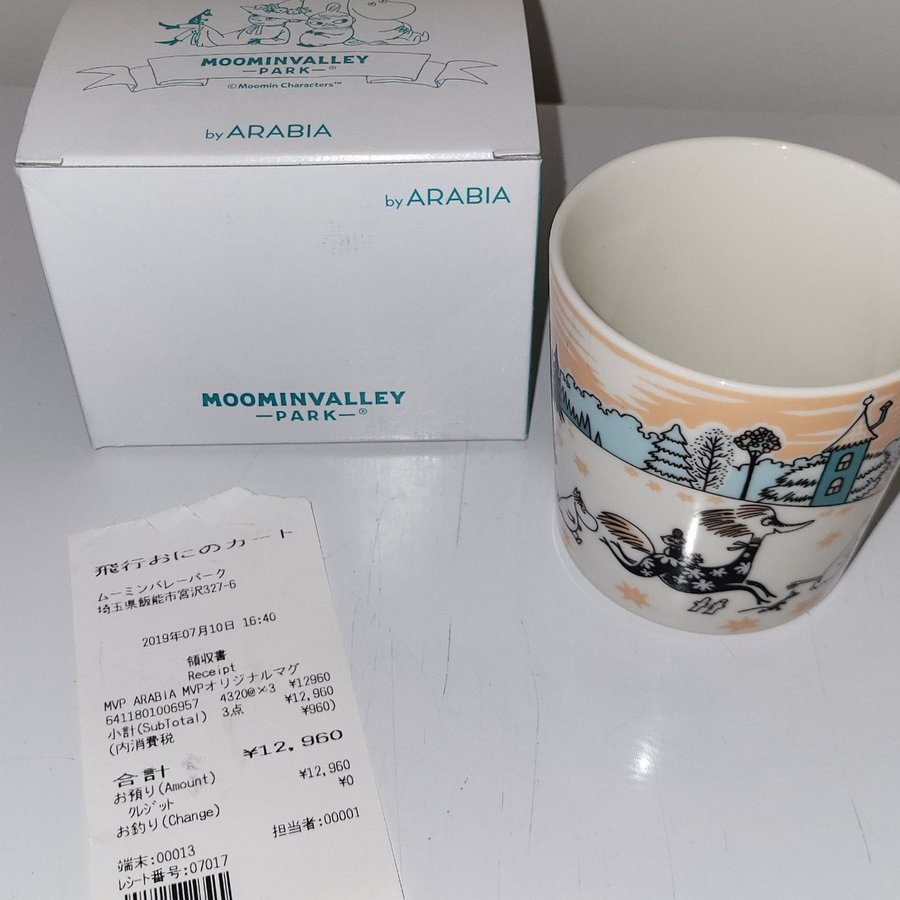 MOOMINVALLEY
—PARK—®
©Moomin Characters™
by ARABIA
by ARABIA
MOOMINVALLEY
—PARK—®
飛行おにのカート
ムーミンバレーパーク
埼玉県飯能市宮沢327-6
2019年07月10日 16:40
領収書
Receipt
MVP ARABIA MVPオリジナルマグ
6411801006957 4320@×3 ¥12960
小計(SubTotal) 3点 ¥12,960
(内消費税 ¥960)
合計 ¥12,960
お預り(Amount) ¥12,960
クレジット
お釣り(Change) ¥0
担当者:00001
端末:00013
レシート番号:07017